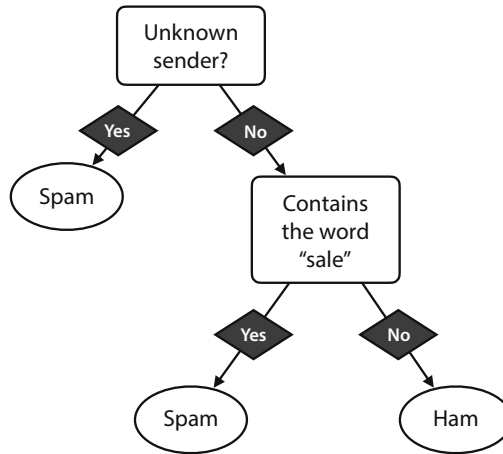 Unknown
sender?
Yes
No
Spam
Contains
the word
“sale”
Yes
No
Spam
Ham